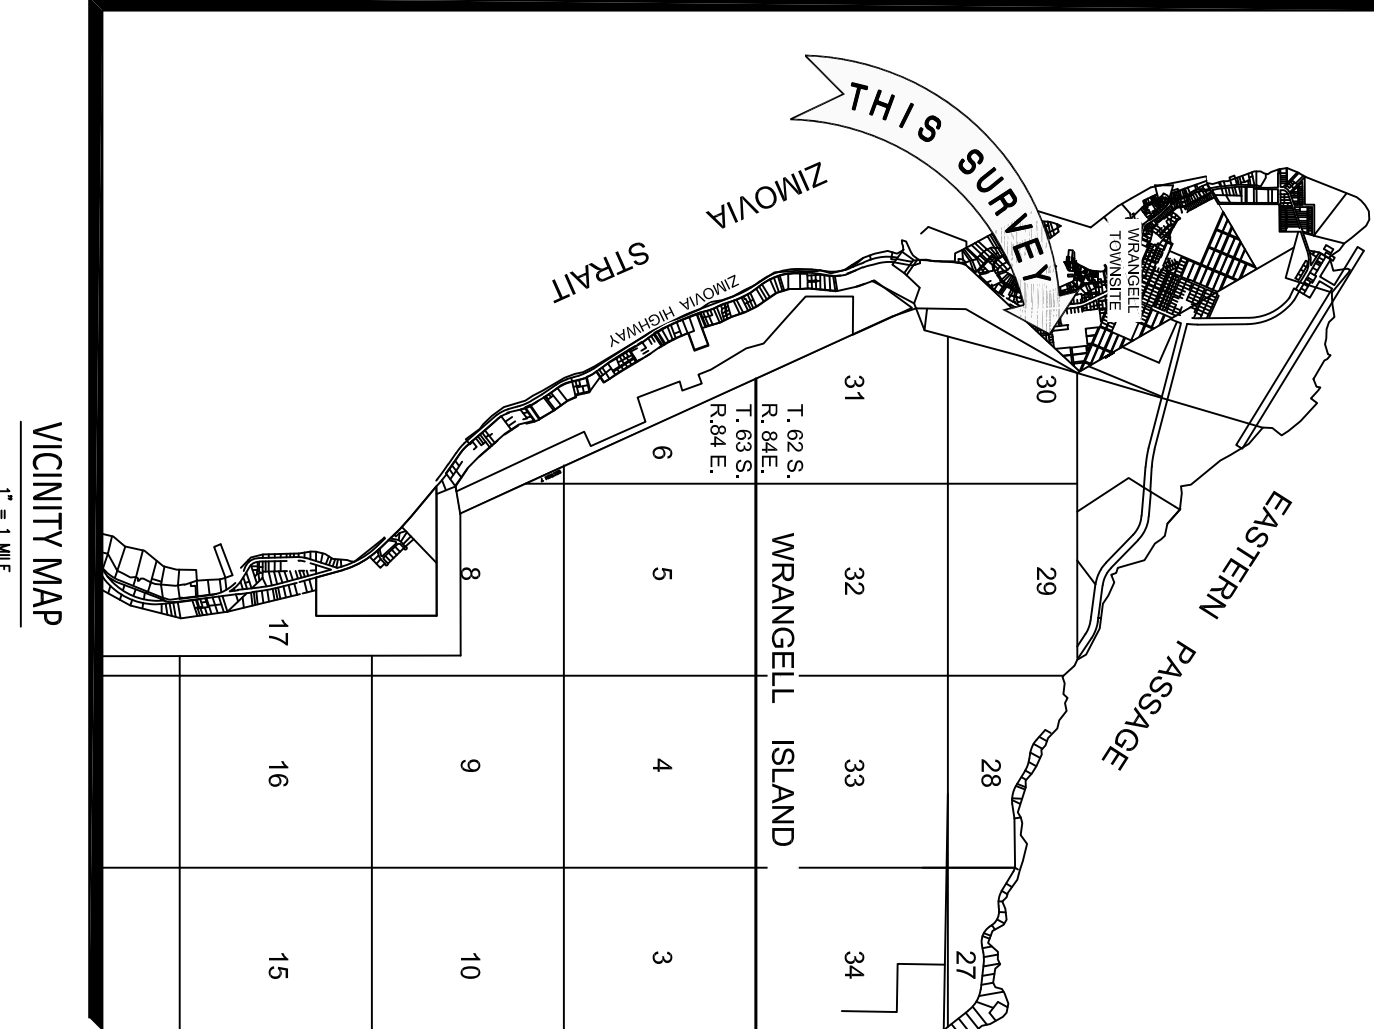 THIS SURVEY
WRANGELL
TOWNSITE
ZIMOVIA
STRAIT
ZIMOVIA HIGHWAY
30
31
T. 62 S.
R. 84E.
T. 63 S.
R.84 E.
6
29
32
5
8
17
EASTERN PASSAGE
WRANGELL ISLAND
28
33
4
9
16
27
34
3
10
15
VICINITY MAP
1" = 1 MILE